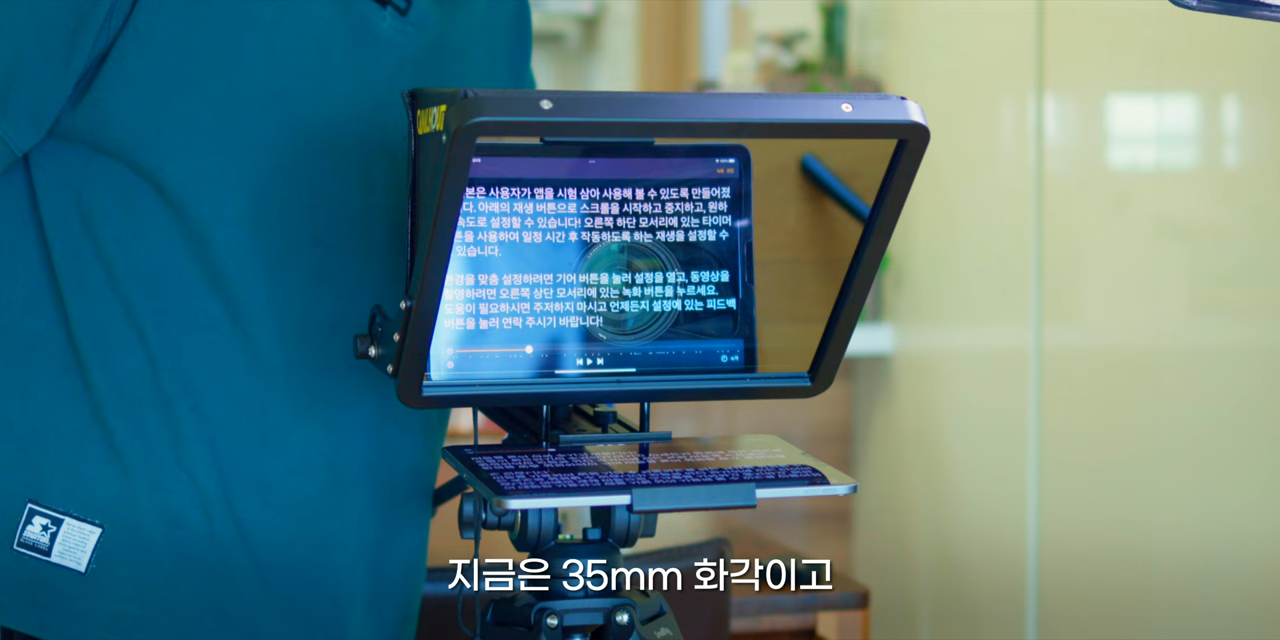 본은 사용자가 앱을 시험 삼아 사용해 볼 수 있도록 만들어졌
다. 아래의 재생 버튼으로 스크롤을 시작하고 중지하고, 원하
속도로 설정할 수 있습니다! 오른쪽 하단 모서리에 있는 타이머
튼을 사용하여 일정 시간 후 작동하도록 하는 재생을 설정할 수
있습니다.
환경을 맞춤 설정하려면 기어 버튼을 눌러 설정을 열고, 동영상을
촬영하려면 오른쪽 상단 모서리에 있는 녹화 버튼을 누르세요.
도움이 필요하시면 주저하지 마시고 언제든지 설정에 있는 피드백
버튼을 눌러 연락 주시기 바랍니다!
지금은 35mm 화각이고